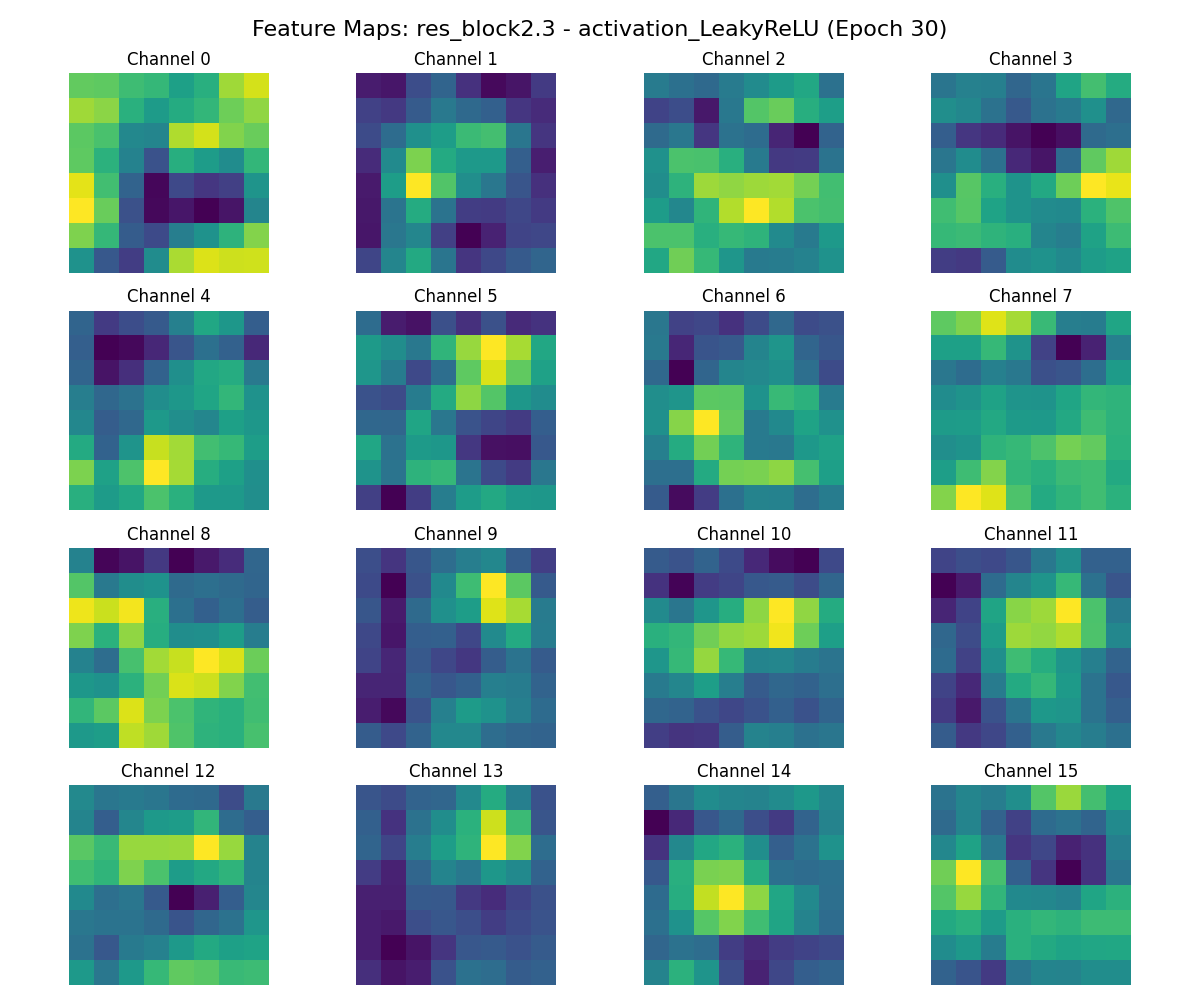 Feature Maps: res_block2.3 - activation_LeakyReLU (Epoch 30)
Channel 0
Channel 1
Channel 2
Channel 3
Channel 4
Channel 5
Channel 6
Channel 7
Channel 8
Channel 9
Channel 10
Channel 11
Channel 12
Channel 13
Channel 14
Channel 15